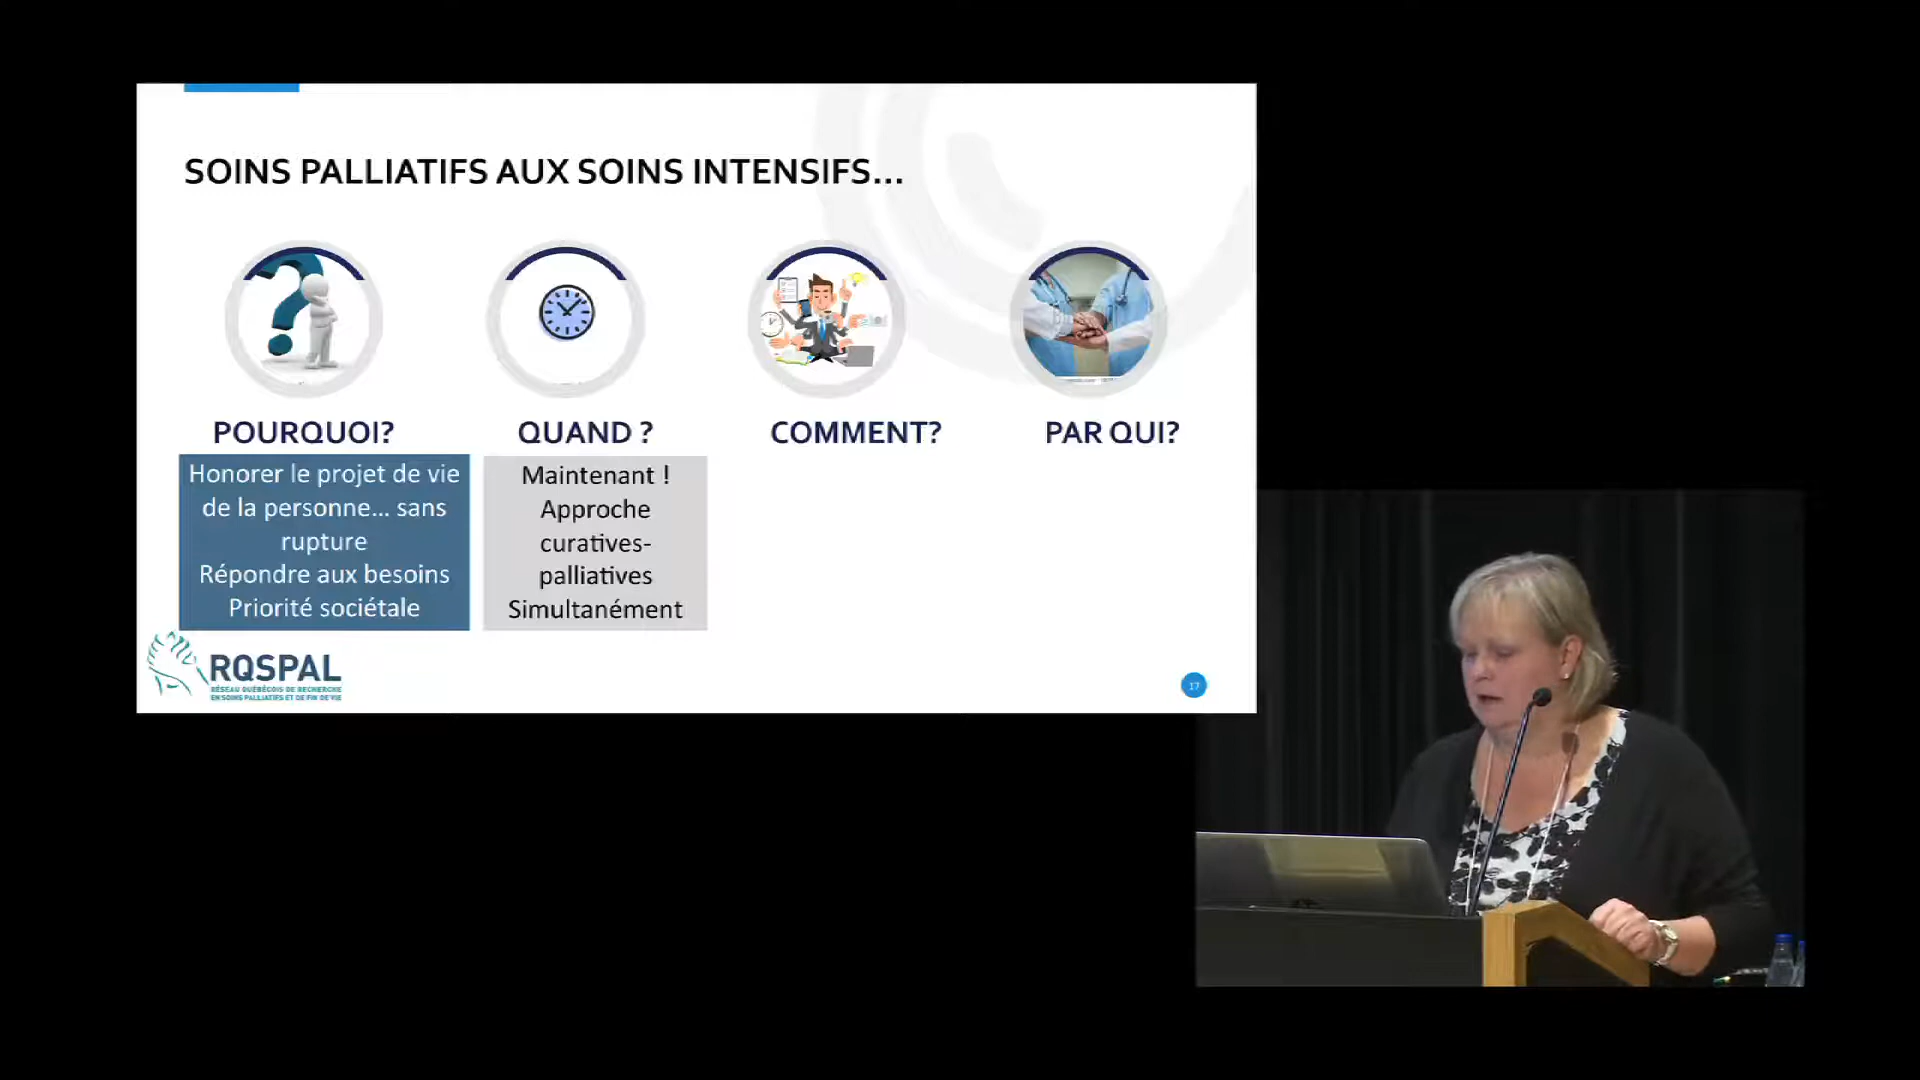 SOINS PALLIATIFS AUX SOINS INTENSIFS...
POURQUOI?
Honorer le projet de vie
de la personne... sans
rupture
Répondre aux besoins
Priorité sociétale
QUAND ?
Maintenant !
Approche
curatives-
palliatives
Simultanément
COMMENT?
PAR QUI?
RQSPAL
RÉSEAU QUÉBÉCOIS DE RECHERCHE
EN SOINS PALLIATIFS ET DE FIN DE VIE
17